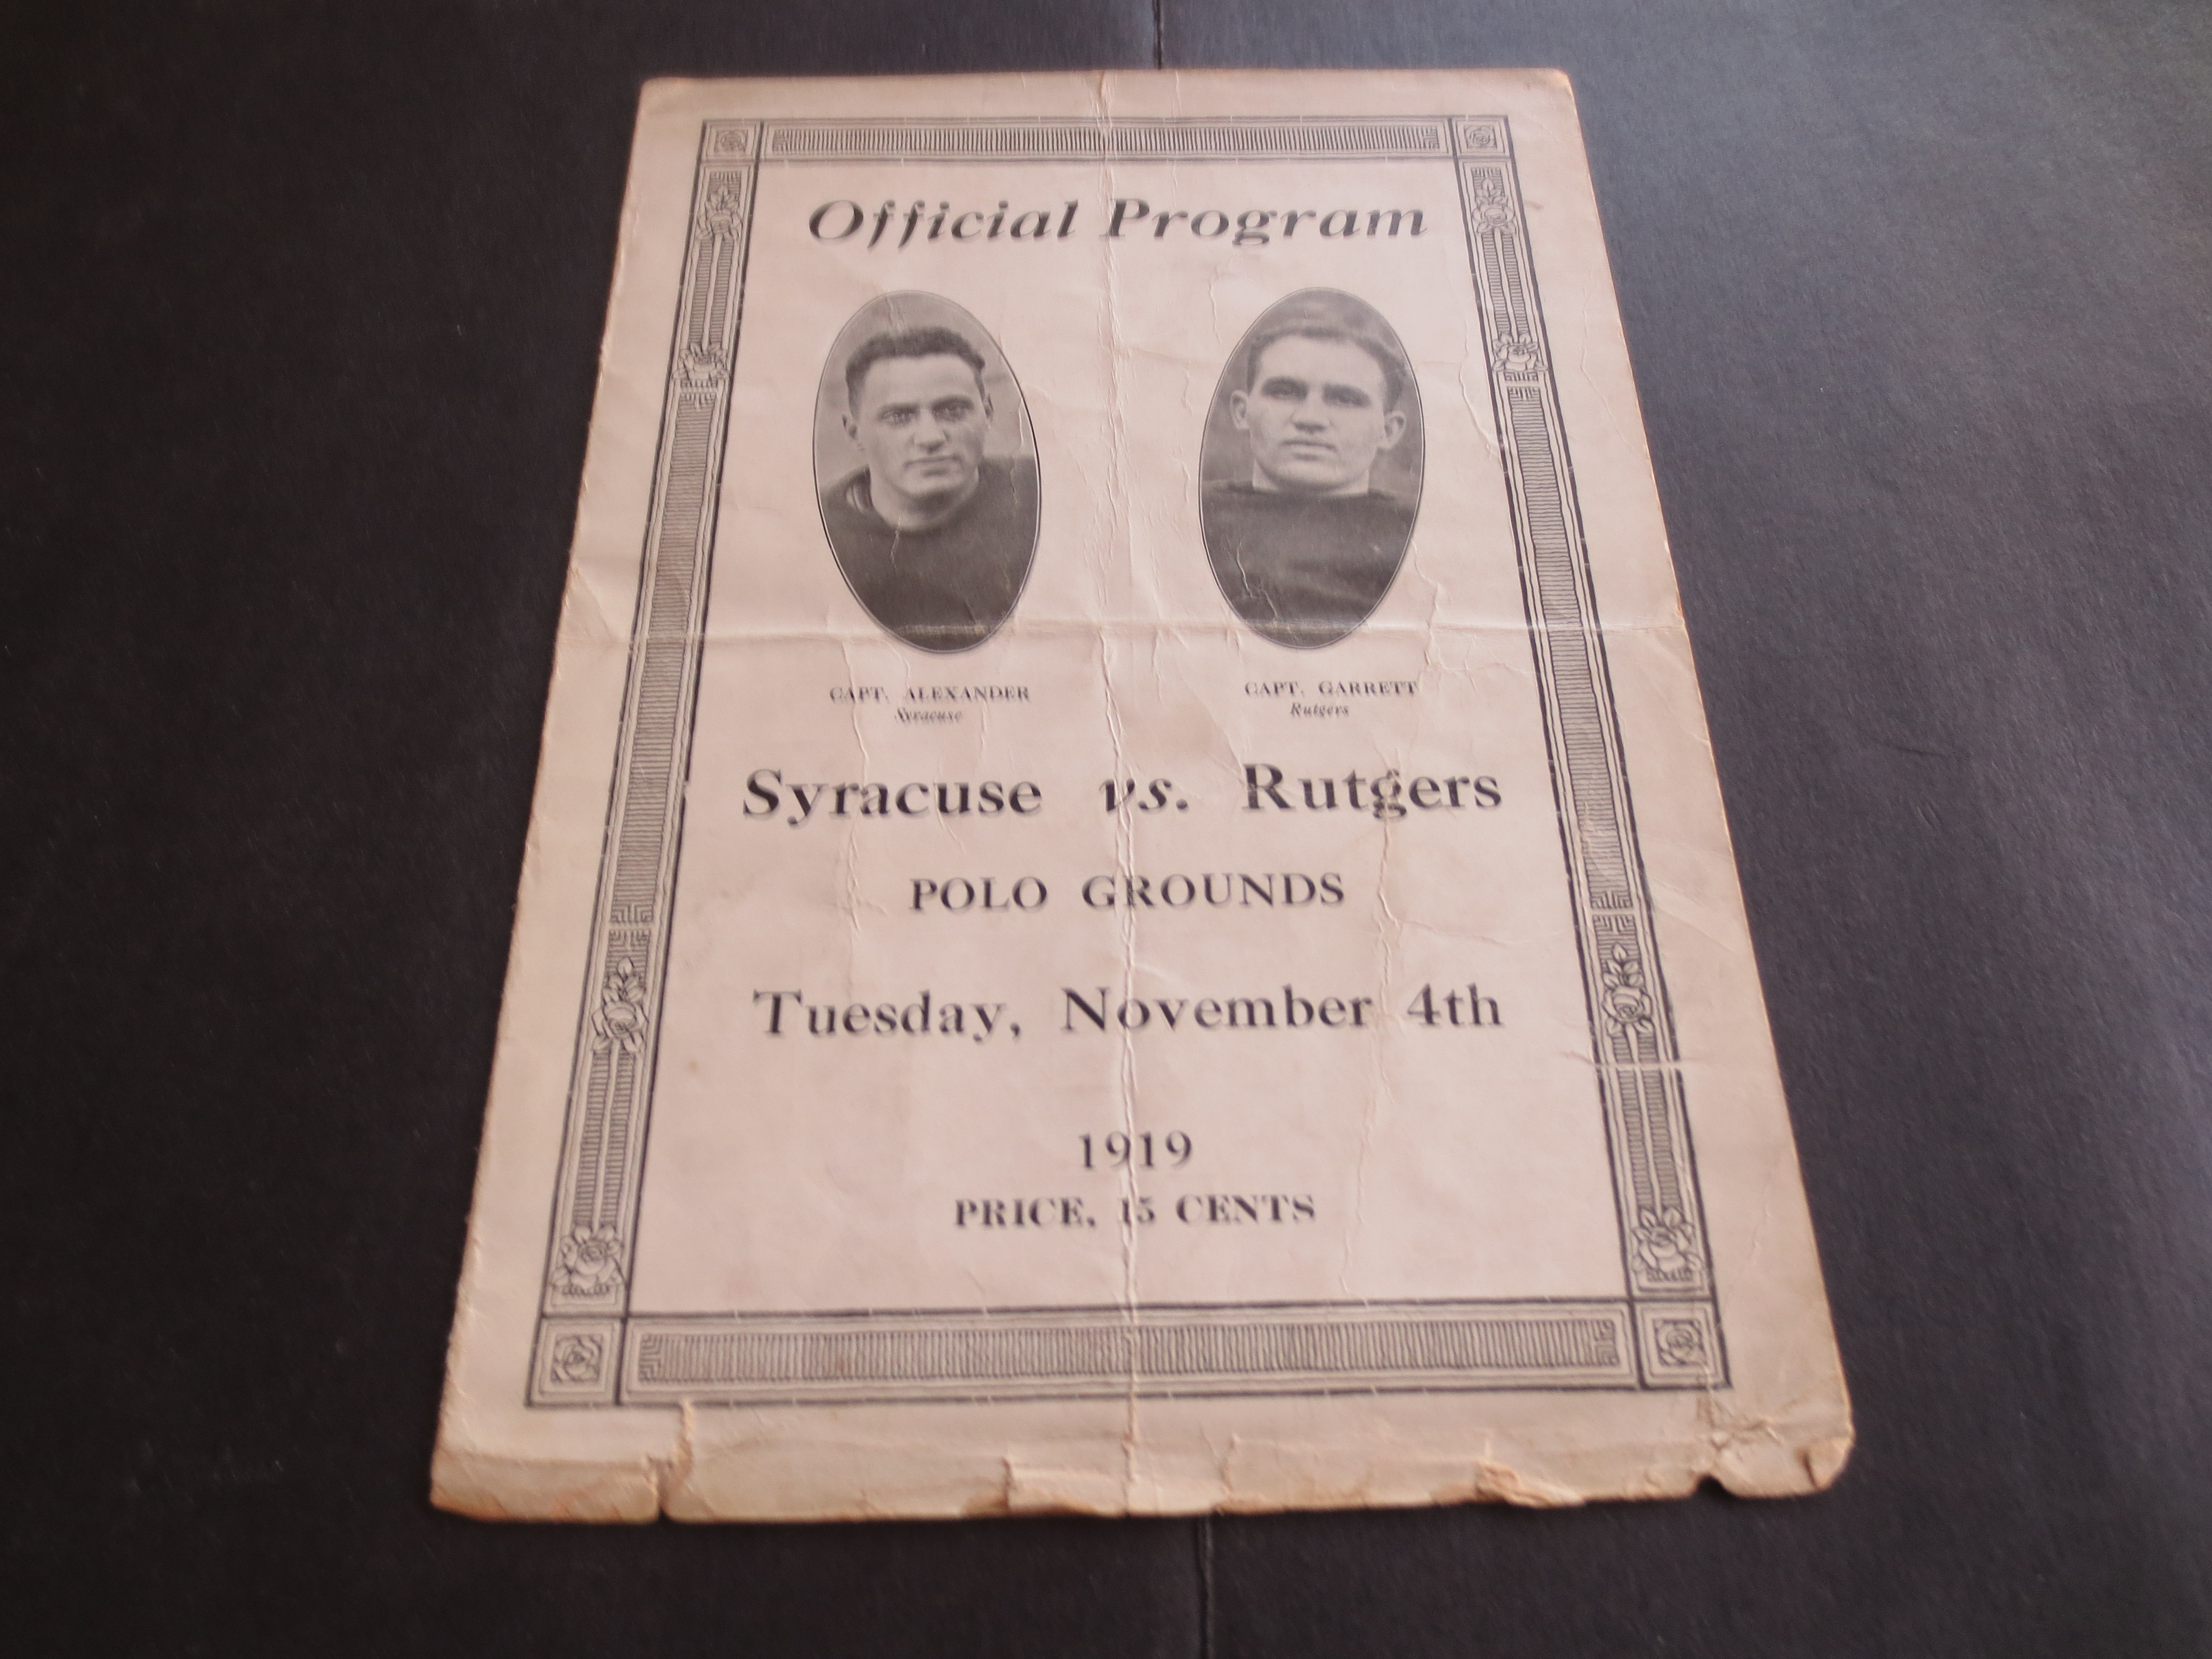 Official Program
CAPT. ALEXANDER
Syracuse
CAPT. GARRETT
Rutgers
Syracuse vs. Rutgers
POLO GROUNDS
Tuesday, November 4th
1919
PRICE, 15 CENTS